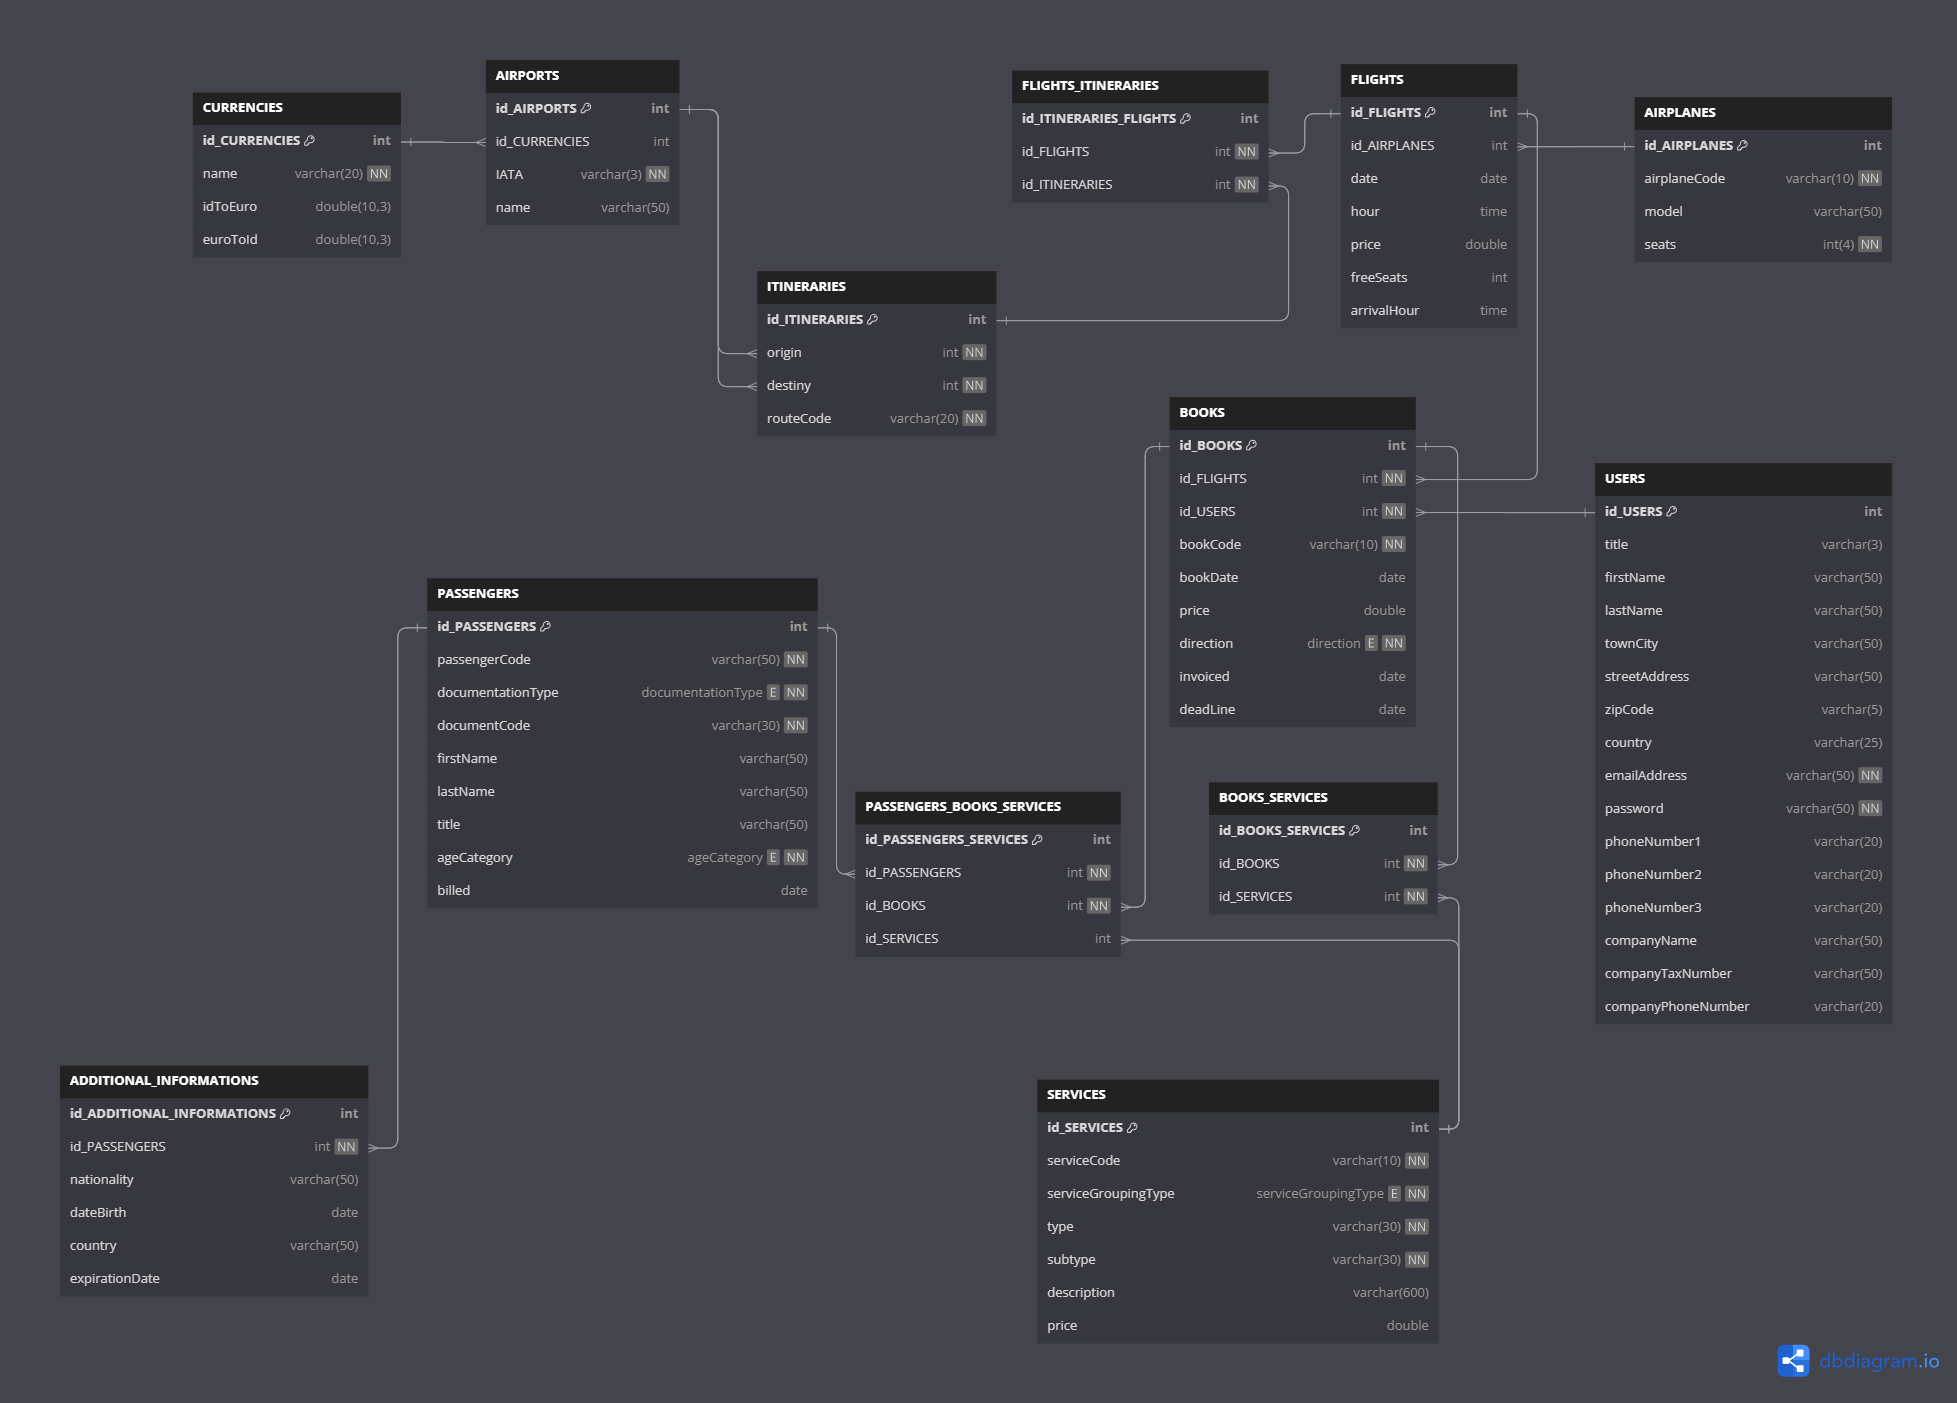 CURRENCIES
id_CURRENCIES int
name varchar(20) NN
idToEuro double(10,3)
euroToId double(10,3)
AIRPORTS
id_AIRPORTS int
id_CURRENCIES int
IATA varchar(3) NN
name varchar(50)
FLIGHTS_ITINERARIES
id_ITINERARIES_FLIGHTS int
id_FLIGHTS int NN
id_ITINERARIES int NN
FLIGHTS
id_FLIGHTS int
id_AIRPLANES int
date date
hour time
price double
freeSeats int
arrivalHour time
AIRPLANES
id_AIRPLANES int
airplaneCode varchar(10) NN
model varchar(50)
seats int(4) NN
ITINERARIES
id_ITINERARIES int
origin int NN
destiny int NN
routeCode varchar(20) NN
BOOKS
id_BOOKS int
id_FLIGHTS int NN
id_USERS int NN
bookCode varchar(10) NN
bookDate date
price double
direction direction E NN
invoiced date
deadLine date
USERS
id_USERS int
title varchar(3)
firstName varchar(50)
lastName varchar(50)
townCity varchar(50)
streetAddress varchar(50)
zipCode varchar(5)
country varchar(25)
emailAddress varchar(50) NN
password varchar(50) NN
phoneNumber1 varchar(20)
phoneNumber2 varchar(20)
phoneNumber3 varchar(20)
companyName varchar(50)
companyTaxNumber varchar(50)
companyPhoneNumber varchar(20)
PASSENGERS
id_PASSENGERS int
passengerCode varchar(50) NN
documentationType documentationType E NN
documentCode varchar(30) NN
firstName varchar(50)
lastName varchar(50)
title varchar(50)
ageCategory ageCategory E NN
billed date
PASSENGERS_BOOKS_SERVICES
id_PASSENGERS_SERVICES int
id_PASSENGERS int NN
id_BOOKS int NN
id_SERVICES int
BOOKS_SERVICES
id_BOOKS_SERVICES int
id_BOOKS int NN
id_SERVICES int NN
ADDITIONAL_INFORMATIONS
id_ADDITIONAL_INFORMATIONS int
id_PASSENGERS int NN
nationality varchar(50)
dateBirth date
country varchar(50)
expirationDate date
SERVICES
id_SERVICES int
serviceCode varchar(10) NN
serviceGroupingType serviceGroupingType E NN
type varchar(30) NN
subtype varchar(30) NN
description varchar(600)
price double
dbdiagram.io